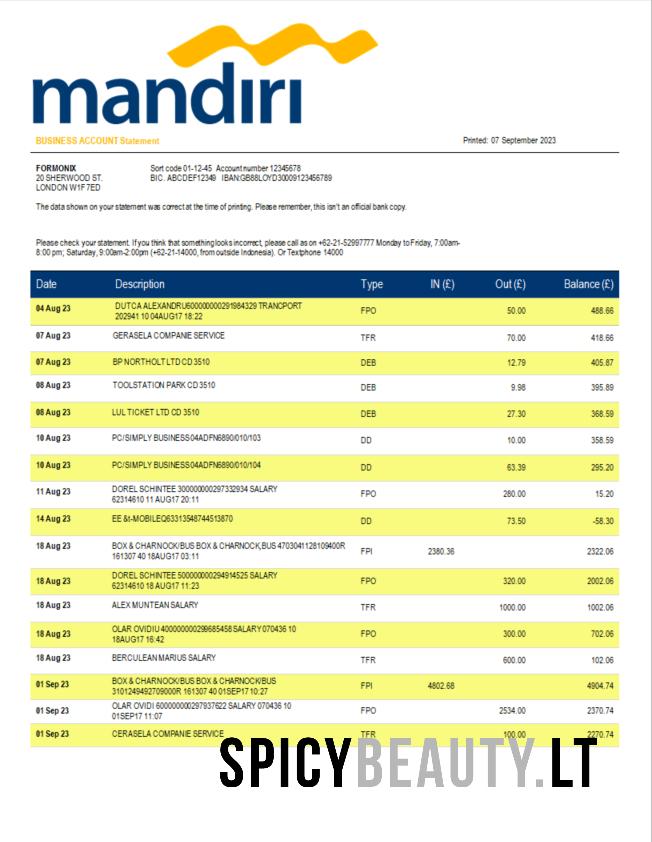 mandiri
BUSINESS ACCOUNT Statement
Printed: 07 September 2023
FORMONIX
20 SHERWOOD ST.
LONDON W1F 7ED
Sort code 01-12-45 Account number 12345678
BIC. ABCDEF12349 IBAN:GB88LOYD30009123456789
The data shown on your statement was correct at the time of printing. Please remember, this isn't an official bank copy.
Please check your statement. If you think that something looks incorrect, please call as on +62-21-52997777 Monday to Friday, 7:00am-
8:00 pm; Saturday, 9:00am-2:00pm (+62-21-14000, from outside Indonesia). Or Textphone 14000
Date Description Type IN (£) Out (£) Balance (£)
04 Aug 23 DUTCA ALEXANDRU600000000291984329 TRANCPORT
202941 10 04AUG17 18:22 FPO 50.00 488.66
07 Aug 23 GERASELA COMPANIE SERVICE TFR 70.00 418.66
07 Aug 23 BP NORTHOLT LTD CD 3510 DEB 12.79 405.87
08 Aug 23 TOOLSTATION PARK CD 3510 DEB 9.98 395.89
08 Aug 23 LUL TICKET LTD CD 3510 DEB 27.30 368.59
10 Aug 23 PC/SIMPLY BUSINESS04ADFN6890/010/103 DD 10.00 358.59
10 Aug 23 PC/SIMPLY BUSINESS04ADFN6890/010/104 DD 63.39 295.20
11 Aug 23 DOREL SCHINTEE 300000000297332934 SALARY
62314610 11 AUG17 20:11 FPO 280.00 15.20
14 Aug 23 EE &t-MOBILEQ63313548744513870 DD 73.50 -58.30
18 Aug 23 BOX & CHARNOCK/BUS BOX & CHARNOCK,BUS 4703041128109400R
161307 40 18AUG17 03:11 FPI 2380.36 2322.06
18 Aug 23 DOREL SCHINTEE 500000000294914525 SALARY
62314610 18 AUG17 11:23 FPO 320.00 2002.06
18 Aug 23 ALEX MUNTEAN SALARY TFR 1000.00 1002.06
18 Aug 23 OLAR OVIDIU 400000000299685458 SALARY 070436 10
18AUG17 16:42 FPO 300.00 702.06
18 Aug 23 BERCULEAN MARIUS SALARY TFR 600.00 102.06
01 Sep 23 BOX & CHARNOCK/BUS BOX & CHARNOCK/BUS
3101249492709000R 161307 40 01SEP17 10:27 FPI 4802.68 4904.74
01 Sep 23 OLAR OVIDI 600000000297937622 SALARY 070436 10
01SEP17 11:07 FPO 2534.00 2370.74
01 Sep 23 CERASELA COMPANIE SERVICE TFR 100.00 2270.74
SPICYBEAUTY.LT